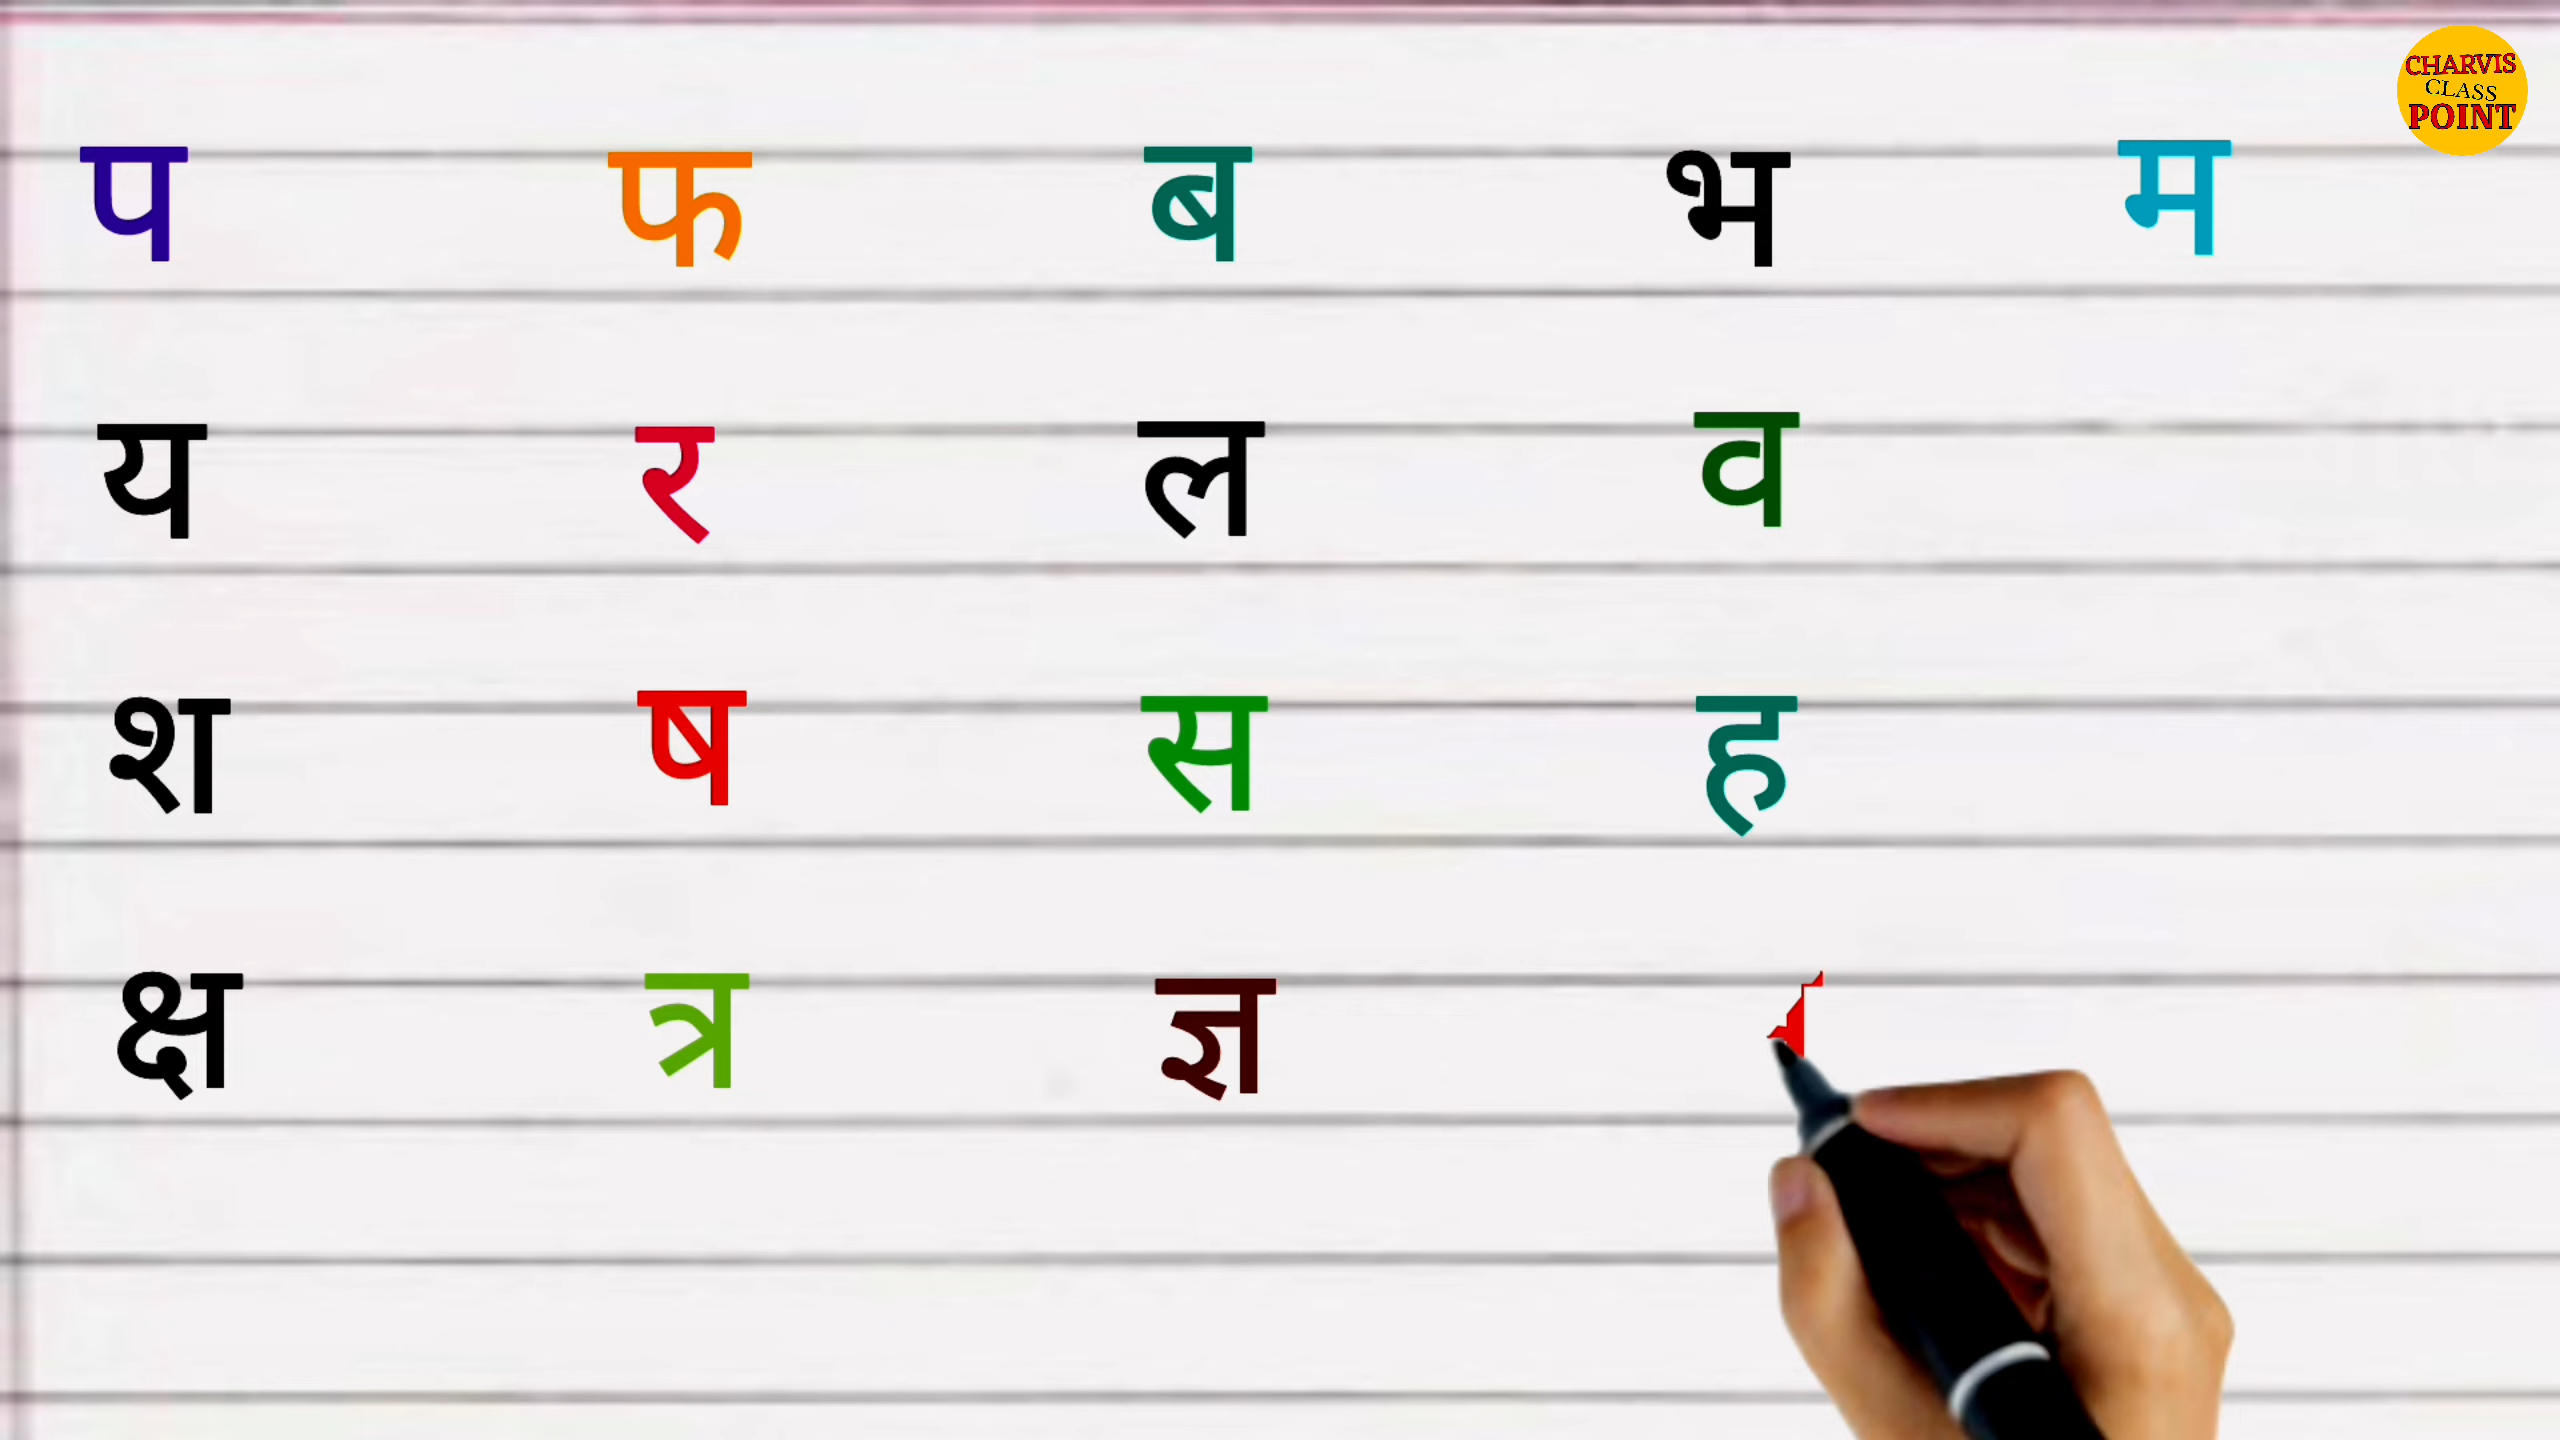 CHARVIS
CLASS
POINT
प फ ब भ म
य र ल व
श ष स ह
क्ष त्र ज्ञ